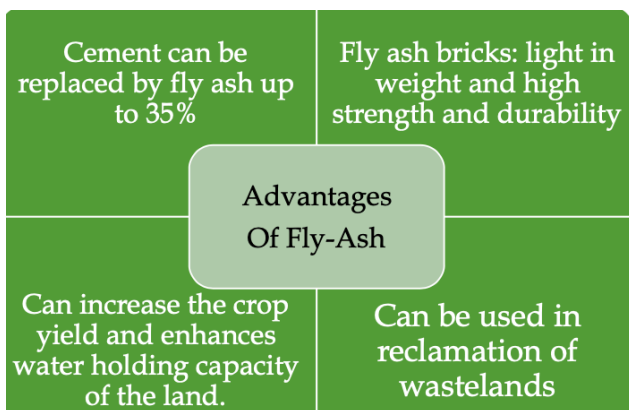 Cement can be
replaced by fly ash up
to 35%
Fly ash bricks: light in
weight and high
strength and durability
Advantages
Of Fly-Ash
Can increase the crop
yield and enhances
water holding capacity
of the land.
Can be used in
reclamation of
wastelands